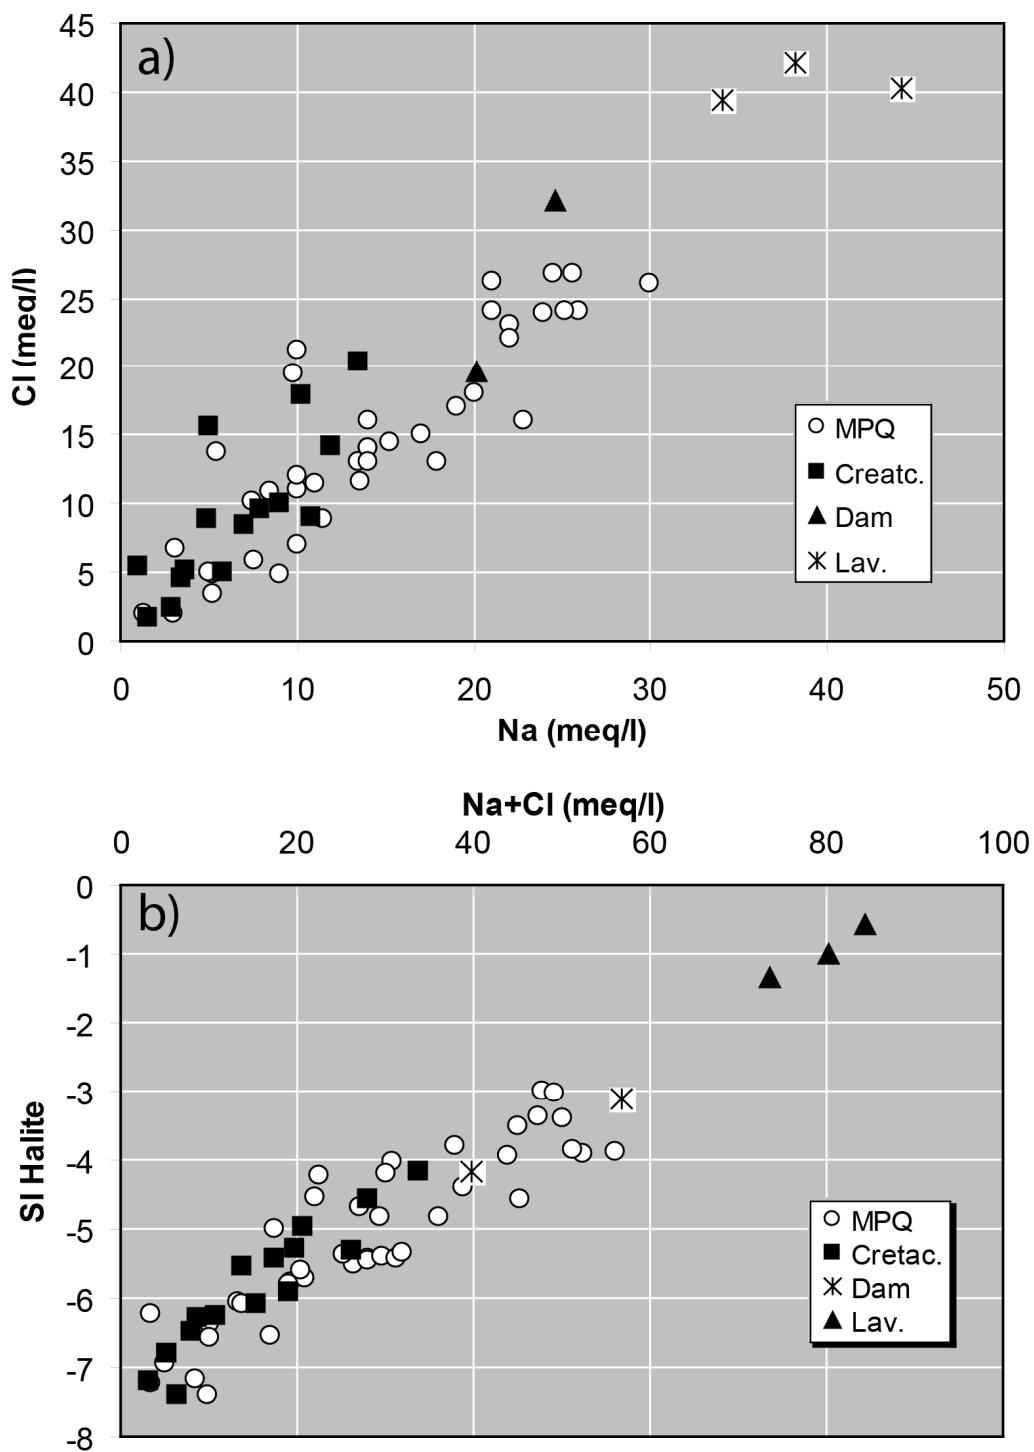 45
a)
40
35
30
25
20
15
10
5
0
Cl (meq/l)
MPQ
Creatc.
Dam
Lav.
0 10 20 30 40 50
Na (meq/l)
Na+Cl (meq/l)
0 20 40 60 80 100
0
b)
-1
-2
-3
-4
-5
-6
-7
-8
SI Halite
MPQ
Cretac.
Dam
Lav.